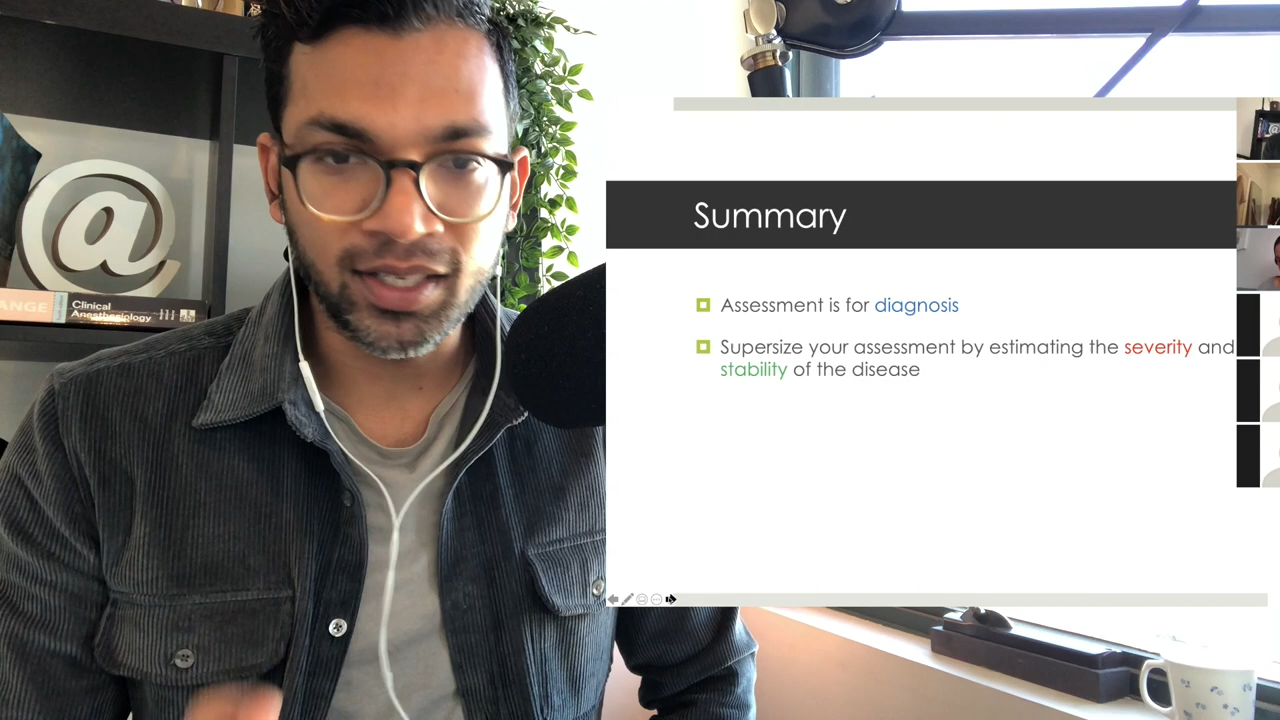 @
ANGE
Clinical
Anesthesiology
Summary
Assessment is for diagnosis
Supersize your assessment by estimating the severity and
stability of the disease